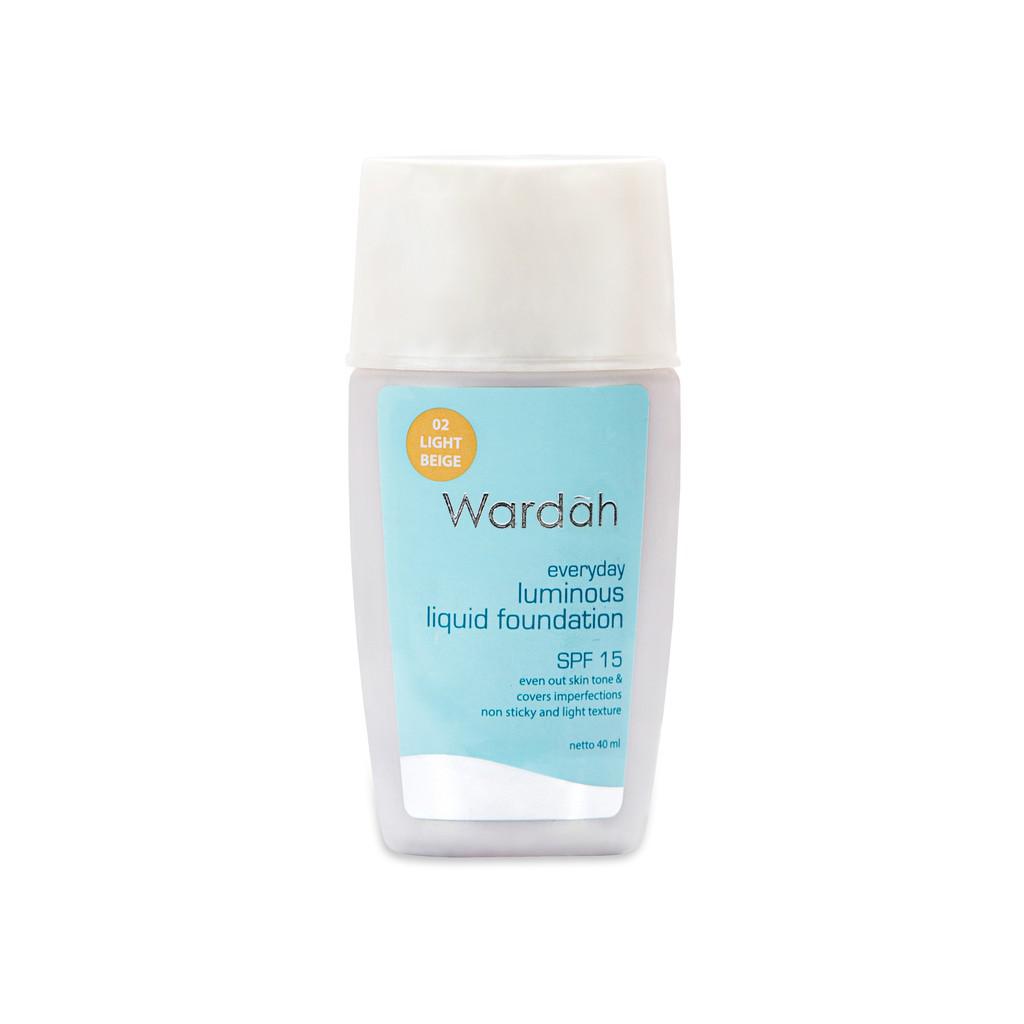 02
LIGHT
BEIGE
Wardãh
everyday
luminous
liquid foundation
SPF 15
even out skin tone &
covers imperfections
non sticky and light texture
netto 40 ml